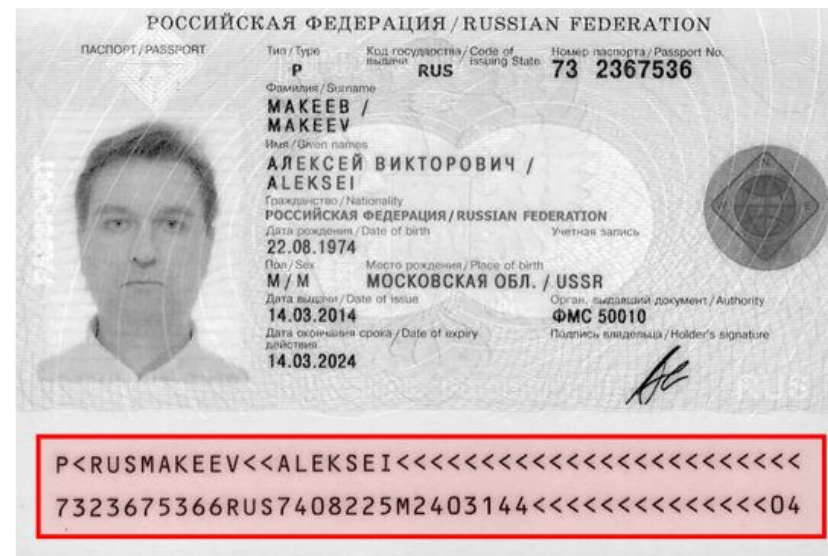 РОССИЙСКАЯ ФЕДЕРАЦИЯ / RUSSIAN FEDERATION
ПАСПОРТ / PASSPORT
Тип / Type Код государства / Code of выдачи issuing State Номер паспорта / Passport No.
P RUS 73 2367536
Фамилия / Surname
МАКЕЕВ /
MAKEEV
Имя / Given names
АЛЕКСЕЙ ВИКТОРОВИЧ /
ALEKSEI
Гражданство / Nationality
РОССИЙСКАЯ ФЕДЕРАЦИЯ / RUSSIAN FEDERATION
Дата рождения / Date of birth Учетная запись
22.08.1974
Пол / Sex Место рождения / Place of birth
М / M МОСКОВСКАЯ ОБЛ. / USSR
Дата выдачи / Date of issue Орган, выдавший документ / Authority
14.03.2014 ФМС 50010
Дата окончания срока / Date of expiry Подпись владельца / Holder's signature
действия
14.03.2024
RUS
P<RUSMAKEEV<<ALEKSEI<<<<<<<<<<<<<<<<<<<<<<<<
7323675366RUS7408225M2403144<<<<<<<<<<<<<<04